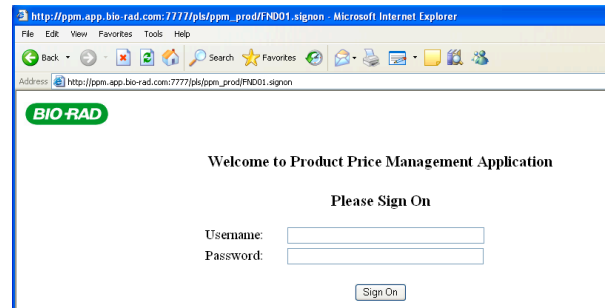 http://ppm.app.bio-rad.com:7777/pls/ppm_prod/FND01.signon - Microsoft Internet Explorer
File Edit View Favorites Tools Help
Back Search Favorites
Address http://ppm.app.bio-rad.com:7777/pls/ppm_prod/FND01.signon
BIO-RAD
Welcome to Product Price Management Application
Please Sign On
Username:
Password:
Sign On